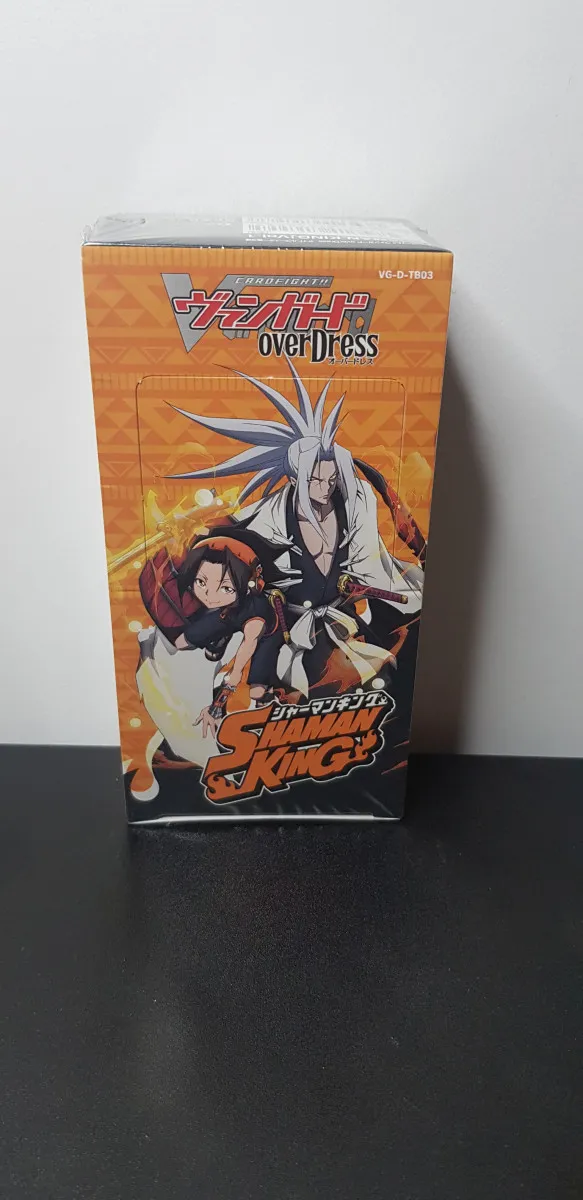 VG-D-TB03
CARDFIGHT!!
ヴァンガード
overDress
オーバードレス
シャーマンキング
SHAMAN
KING